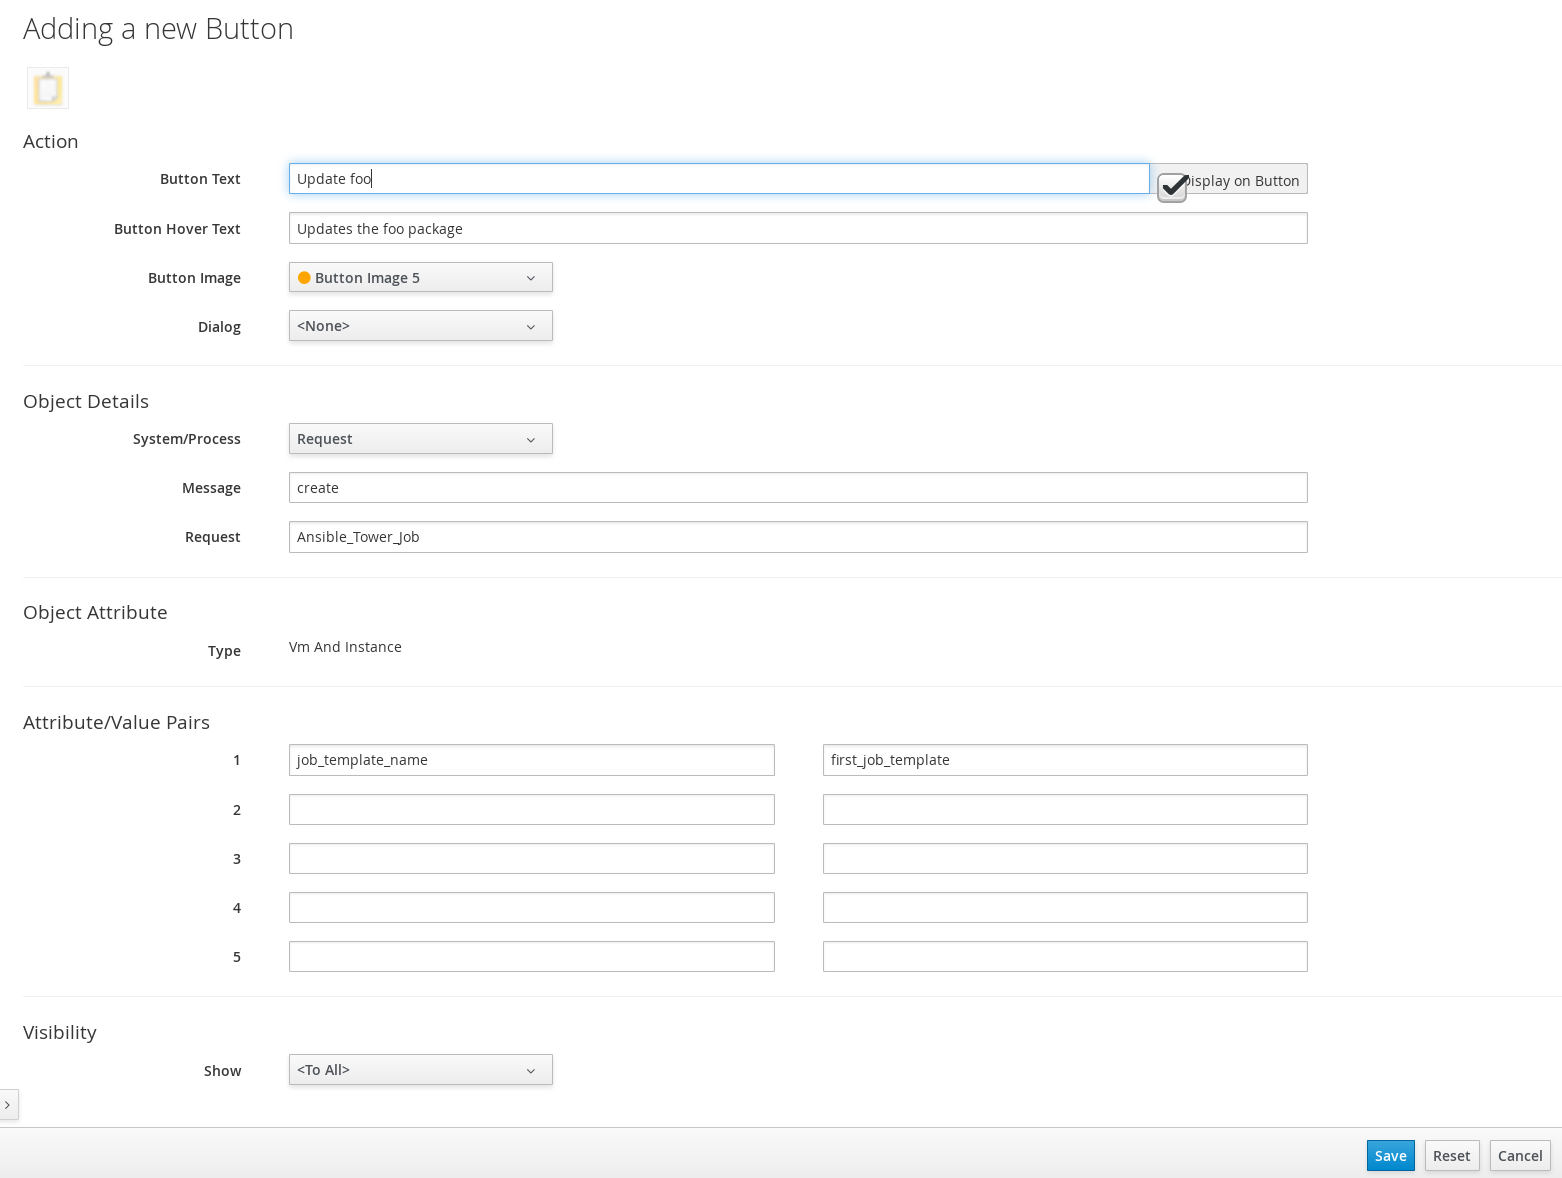 Adding a new Button
Action
Button Text Update foo Display on Button
Button Hover Text Updates the foo package
Button Image Button Image 5
Dialog <None>
Object Details
System/Process Request
Message create
Request Ansible_Tower_Job
Object Attribute
Type Vm And Instance
Attribute/Value Pairs
1 job_template_name first_job_template
2
3
4
5
Visibility
Show <To All>
Save Reset Cancel